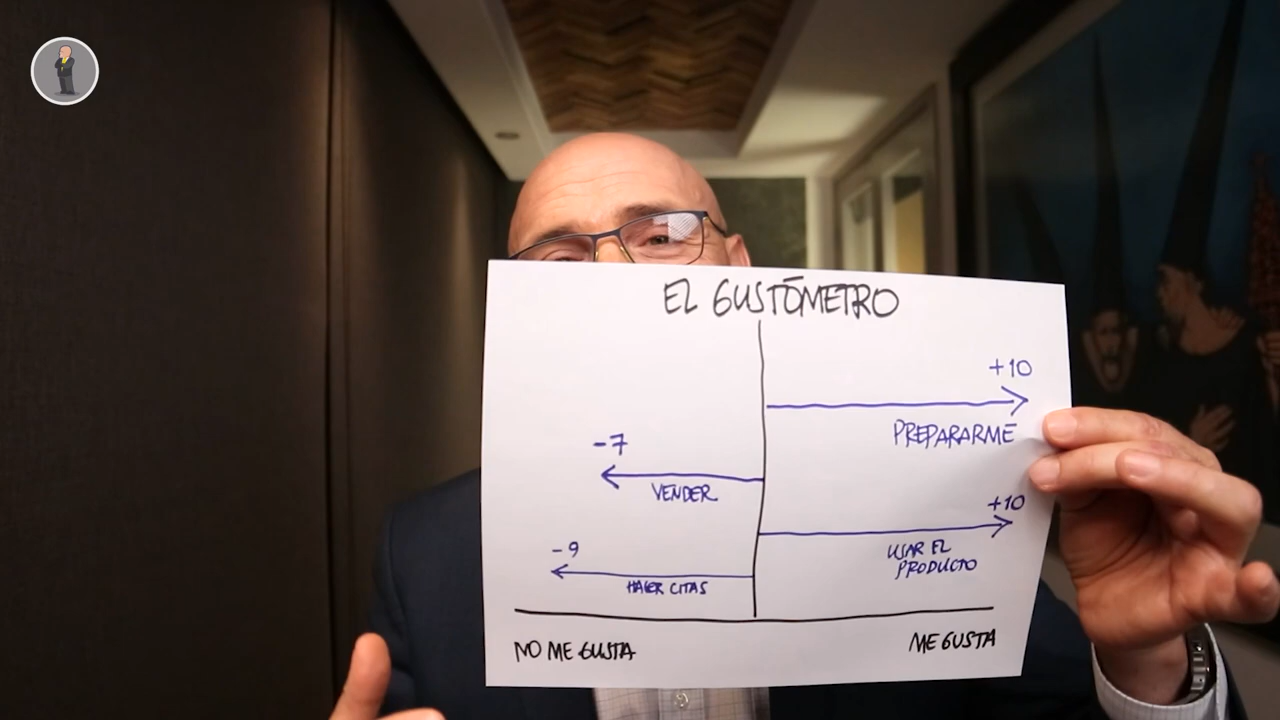 EL GUSTÓMETRO
+10
PREPARARME
-7
VENDER
+10
USAR EL
PRODUCTO
-9
HACER CITAS
NO ME GUSTA
ME GUSTA